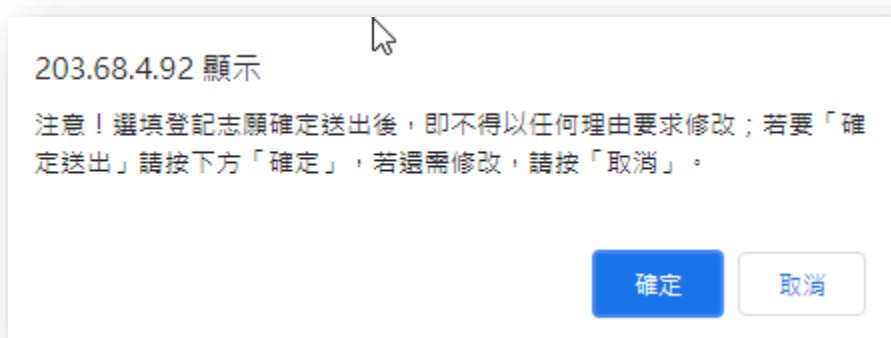 203.68.4.92 顯示
注意！選填登記志願確定送出後，即不得以任何理由要求修改；若要「確
定送出」請按下方「確定」，若還需修改，請按「取消」。
確定
取消